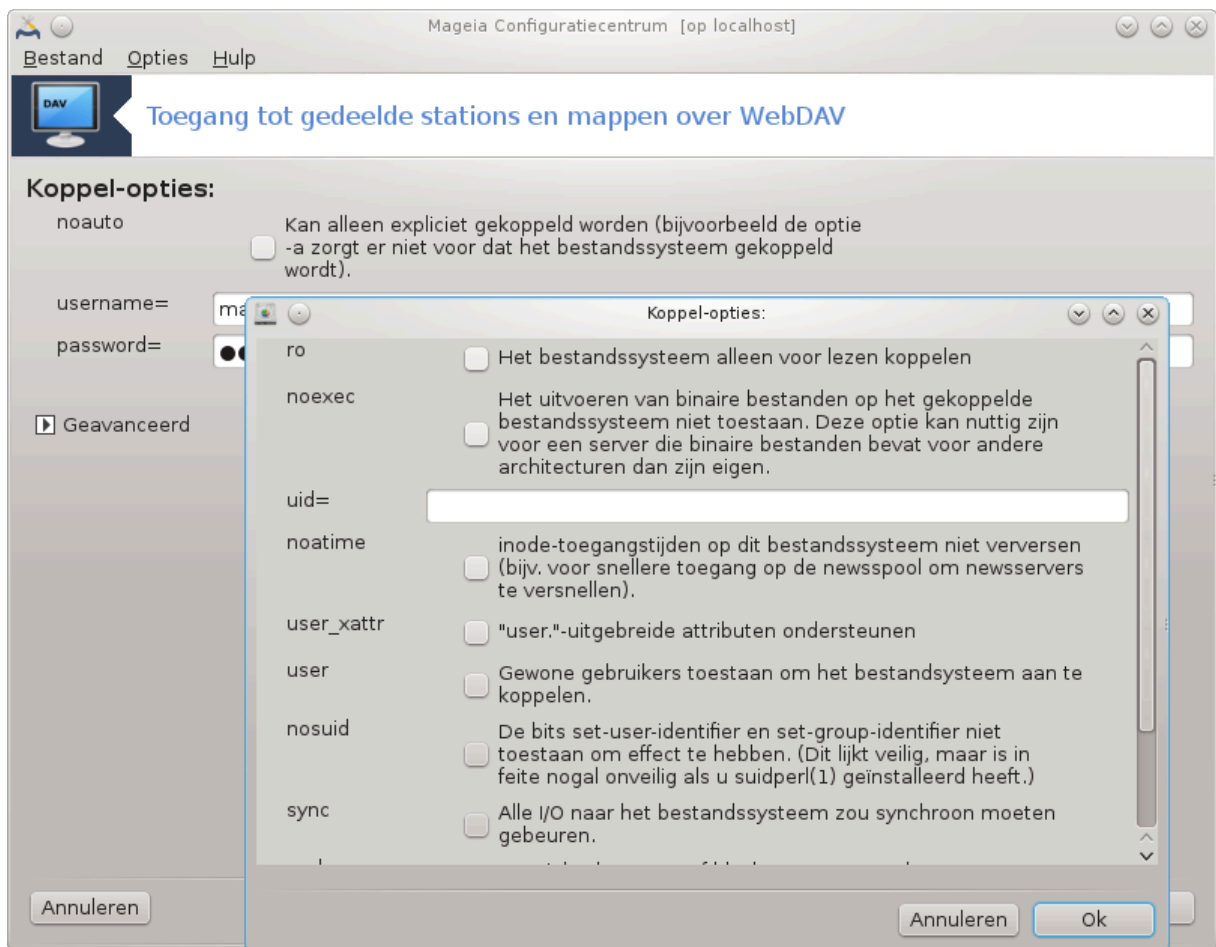 Mageia Configuratiecentrum [op localhost]
Bestand Opties Hulp
DAV
Toegang tot gedeelde stations en mappen over WebDAV
Koppel-opties:
noauto
Kan alleen expliciet gekoppeld worden (bijvoorbeeld de optie
-a zorgt er niet voor dat het bestandssysteem gekoppeld
wordt).
username=
ma
password=
Geavanceerd
Annuleren
Koppel-opties:
ro
Het bestandssysteem alleen voor lezen koppelen
noexec
Het uitvoeren van binaire bestanden op het gekoppelde
bestandssysteem niet toestaan. Deze optie kan nuttig zijn
voor een server die binaire bestanden bevat voor andere
architecturen dan zijn eigen.
uid=
noatime
inode-toegangstijden op dit bestandssysteem niet verversen
(bijv. voor snellere toegang op de newsspool om newsservers
te versnellen).
user_xattr
"user."-uitgebreide attributen ondersteunen
user
Gewone gebruikers toestaan om het bestandsysteem aan te
koppelen.
nosuid
De bits set-user-identifier en set-group-identifier niet
toestaan om effect te hebben. (Dit lijkt veilig, maar is in
feite nogal onveilig als u suidperl(1) geïnstalleerd heeft.)
sync
Alle I/O naar het bestandssysteem zou synchroon moeten
gebeuren.
Annuleren
Ok